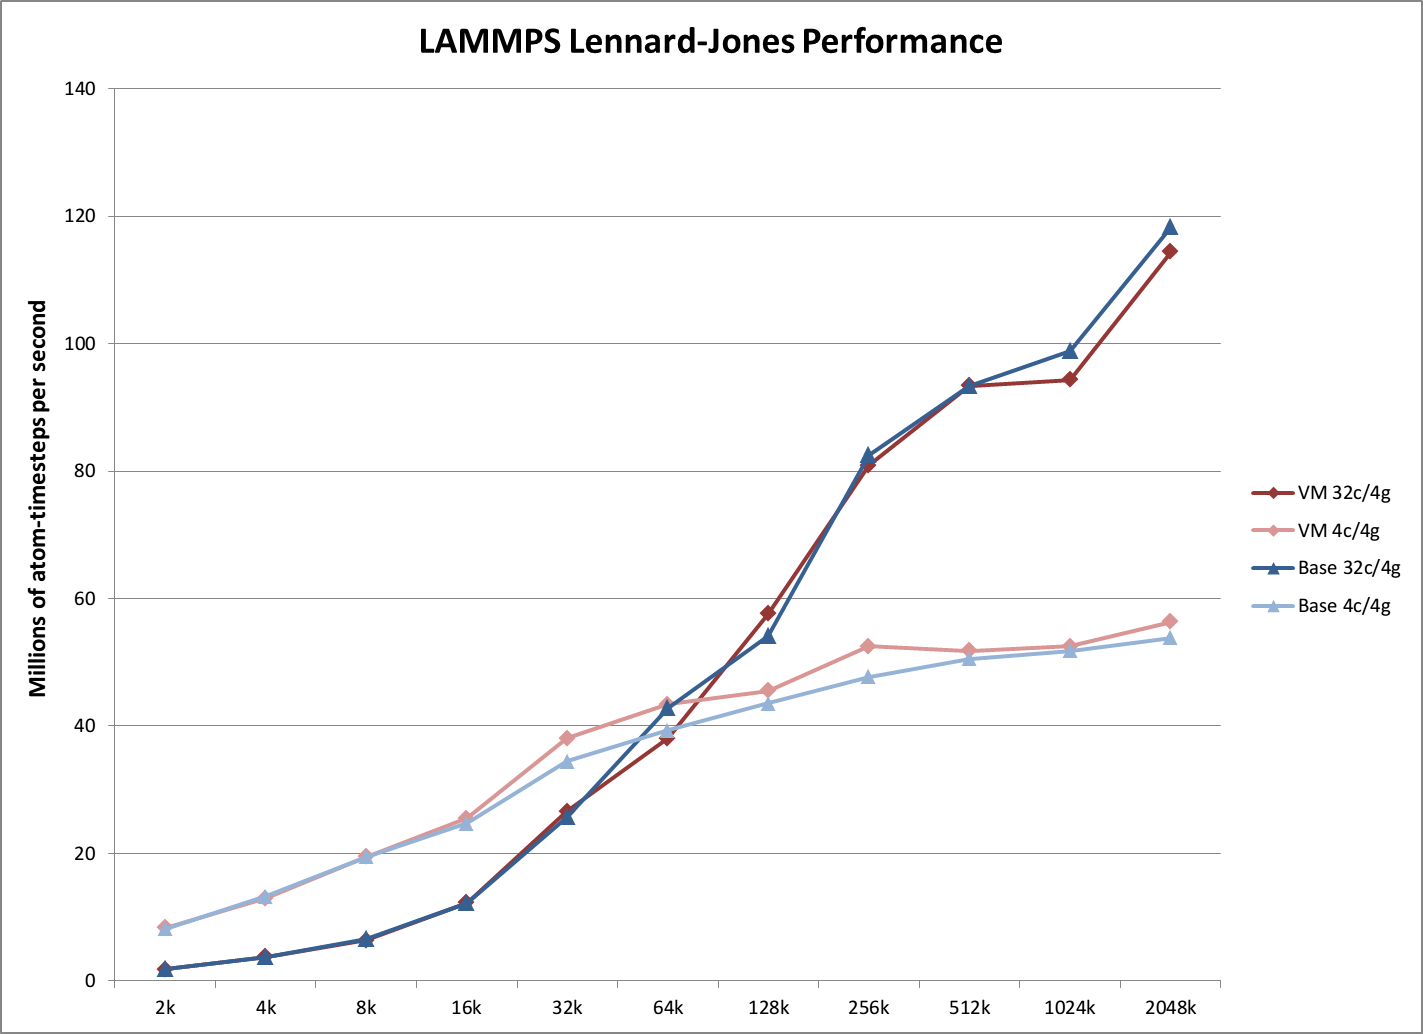 LAMMPS Lennard-Jones Performance
Millions of atom-timesteps per second
140
120
100
80
60
40
20
0
2k 4k 8k 16k 32k 64k 128k 256k 512k 1024k 2048k
VM 32c/4g
VM 4c/4g
Base 32c/4g
Base 4c/4g